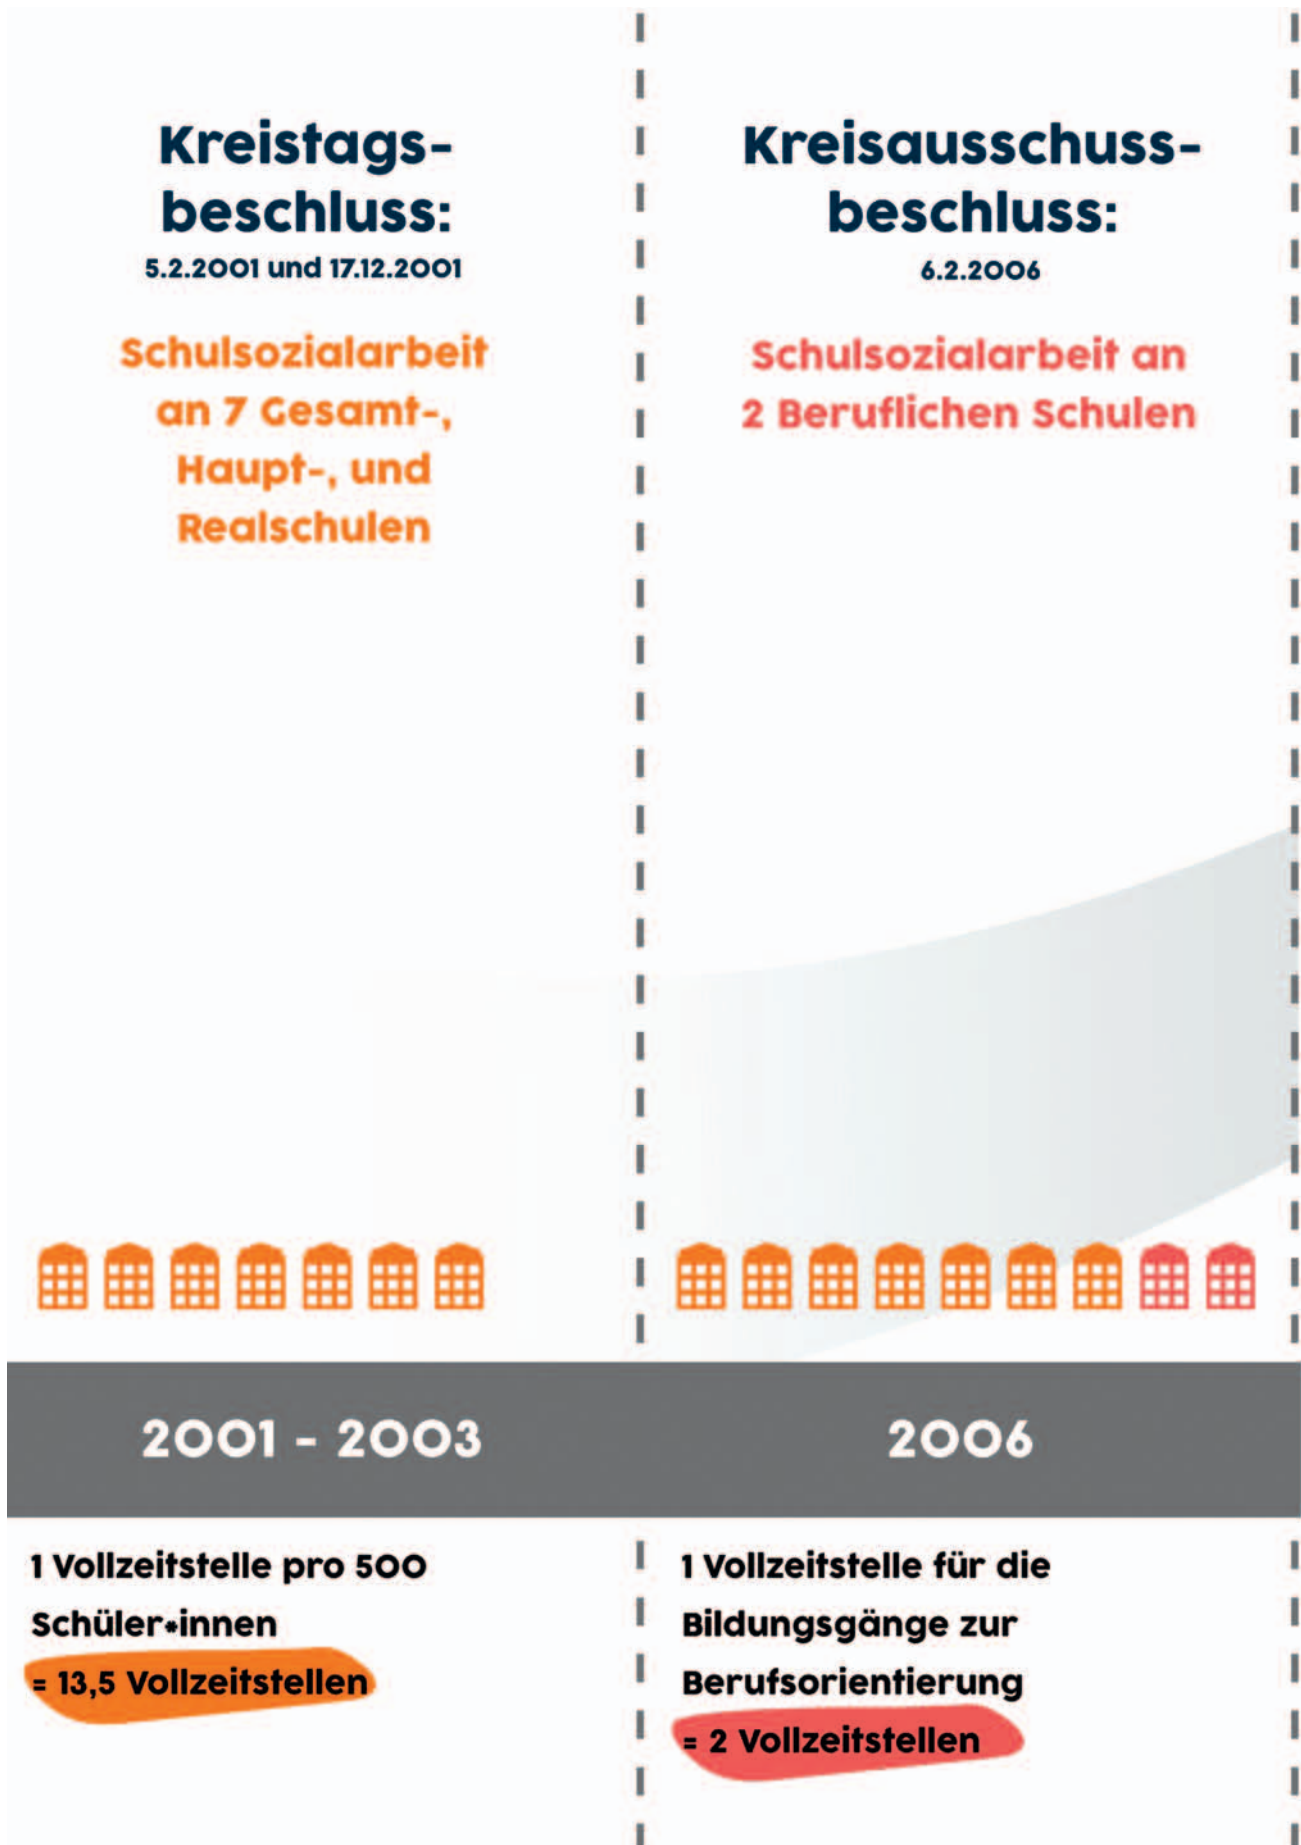 Kreistags-
beschluss:
5.2.2001 und 17.12.2001
Schulsozialarbeit
an 7 Gesamt-,
Haupt-, und
Realschulen
Kreisausschuss-
beschluss:
6.2.2006
Schulsozialarbeit an
2 Beruflichen Schulen
2001 - 2003
2006
1 Vollzeitstelle pro 500
Schüler*innen
= 13,5 Vollzeitstellen
1 Vollzeitstelle für die
Bildungsgänge zur
Berufsorientierung
= 2 Vollzeitstellen